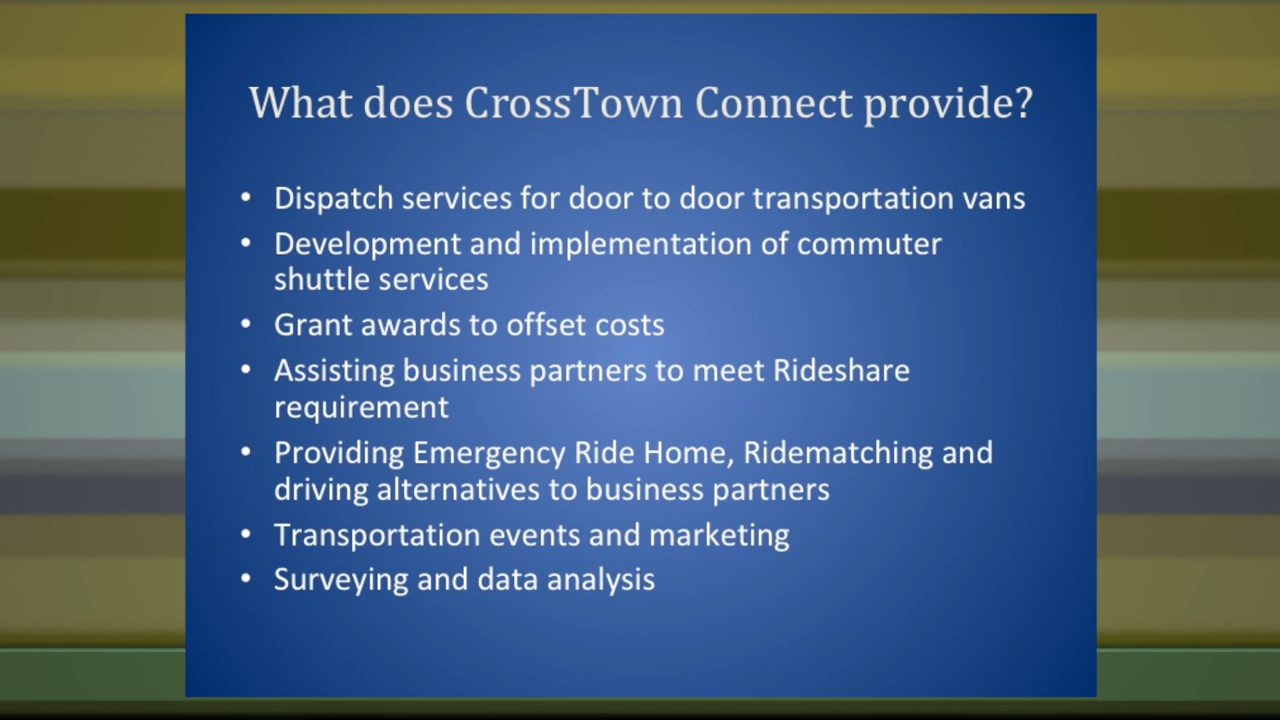 What does CrossTown Connect provide?
• Dispatch services for door to door transportation vans
• Development and implementation of commuter
shuttle services
• Grant awards to offset costs
• Assisting business partners to meet Rideshare
requirement
• Providing Emergency Ride Home, Ridematching and
driving alternatives to business partners
• Transportation events and marketing
• Surveying and data analysis